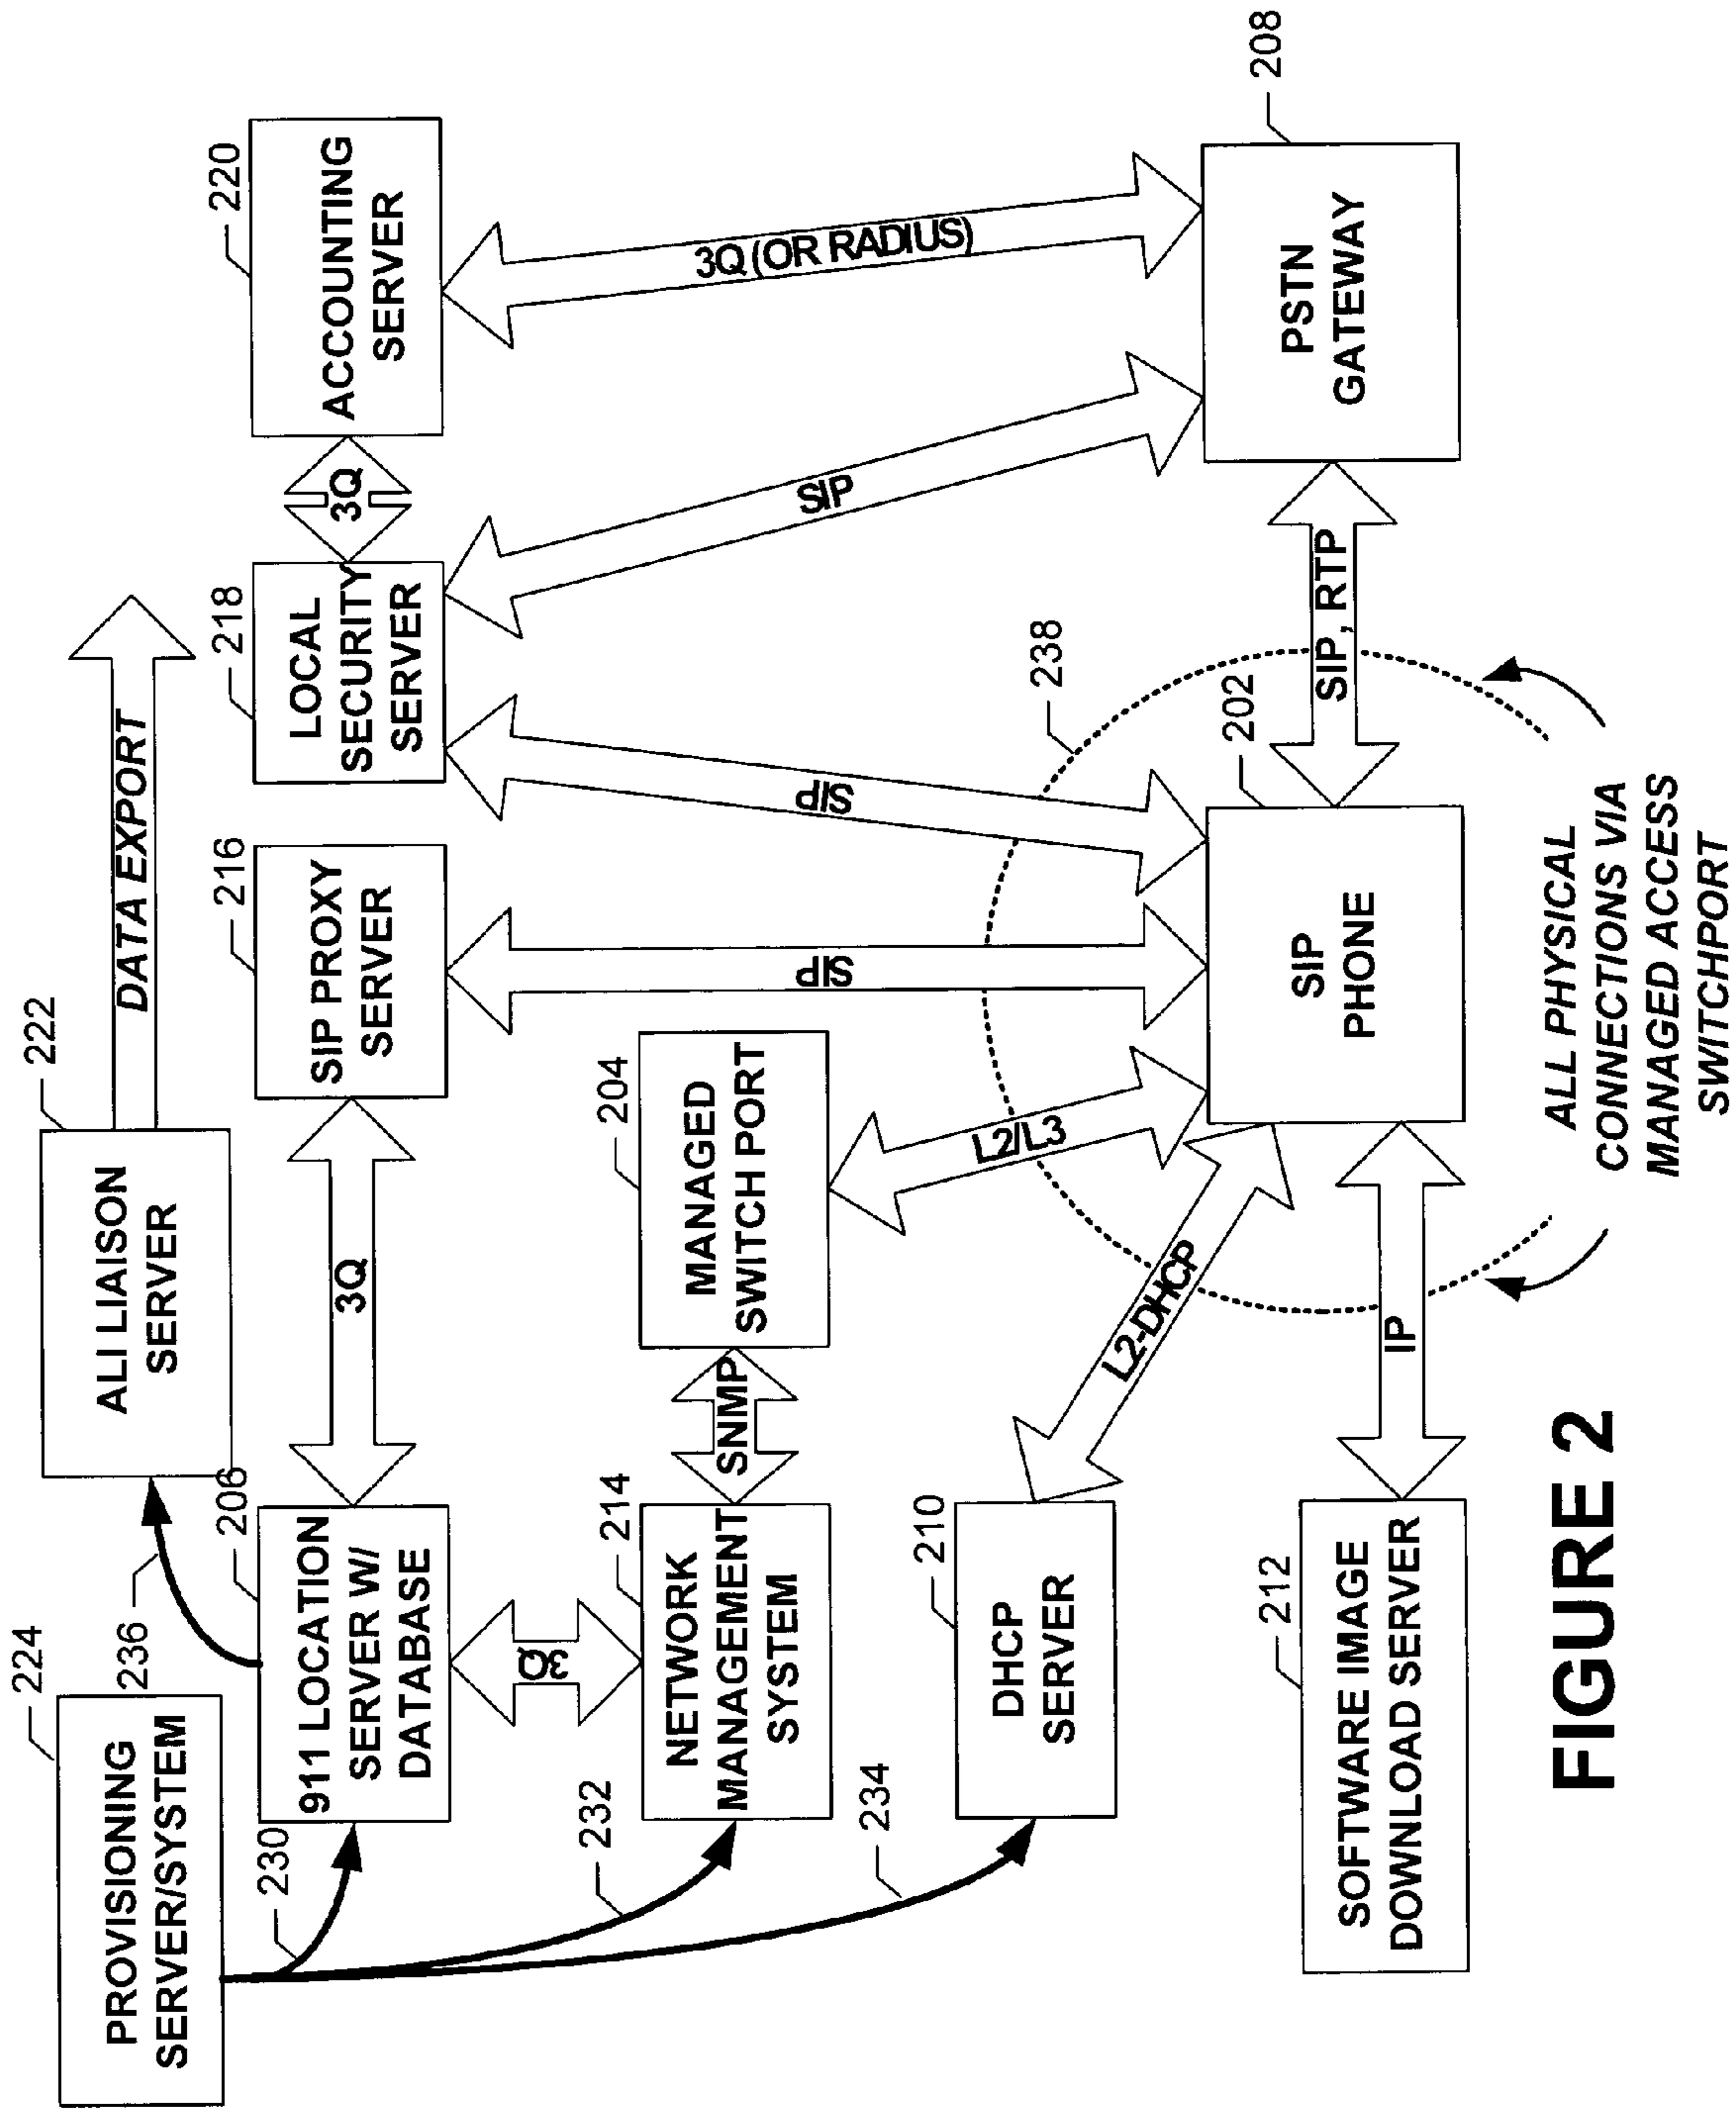 224
PROVISIONING
SERVER/SYSTEM
236
222
ALI LIAISON
SERVER
DATA EXPORT
230
206
911 LOCATION
SERVER W/
DATABASE
3Q
216
SIP PROXY
SERVER
218
LOCAL
SECURITY
SERVER
3Q
220
ACCOUNTING
SERVER
3Q
232
214
NETWORK
MANAGEMENT
SYSTEM
SNMP
204
MANAGED
SWITCH PORT
SIP
SIP
SIP
3Q (OR RADIUS)
234
210
DHCP
SERVER
L2-DHCP
L2/L3
238
212
SOFTWARE IMAGE
DOWNLOAD SERVER
IP
202
SIP
PHONE
SIP, RTP
208
PSTN
GATEWAY
ALL PHYSICAL
CONNECTIONS VIA
MANAGED ACCESS
SWITCHPORT
FIGURE 2